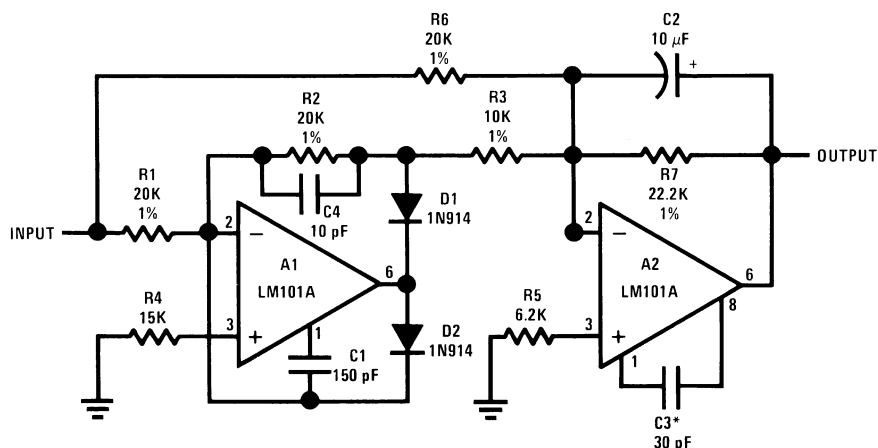 R6
20K
1%
C2
10 μF
+
R2
20K
1%
R3
10K
1%
OUTPUT
R1
20K
1%
C4
10 pF
D1
1N914
R7
22.2K
1%
INPUT
2
−
A1
LM101A
6
2
−
A2
LM101A
6
8
R4
15K
3
+
1
C1
150 pF
D2
1N914
R5
6.2K
3
+
1
C3*
30 pF